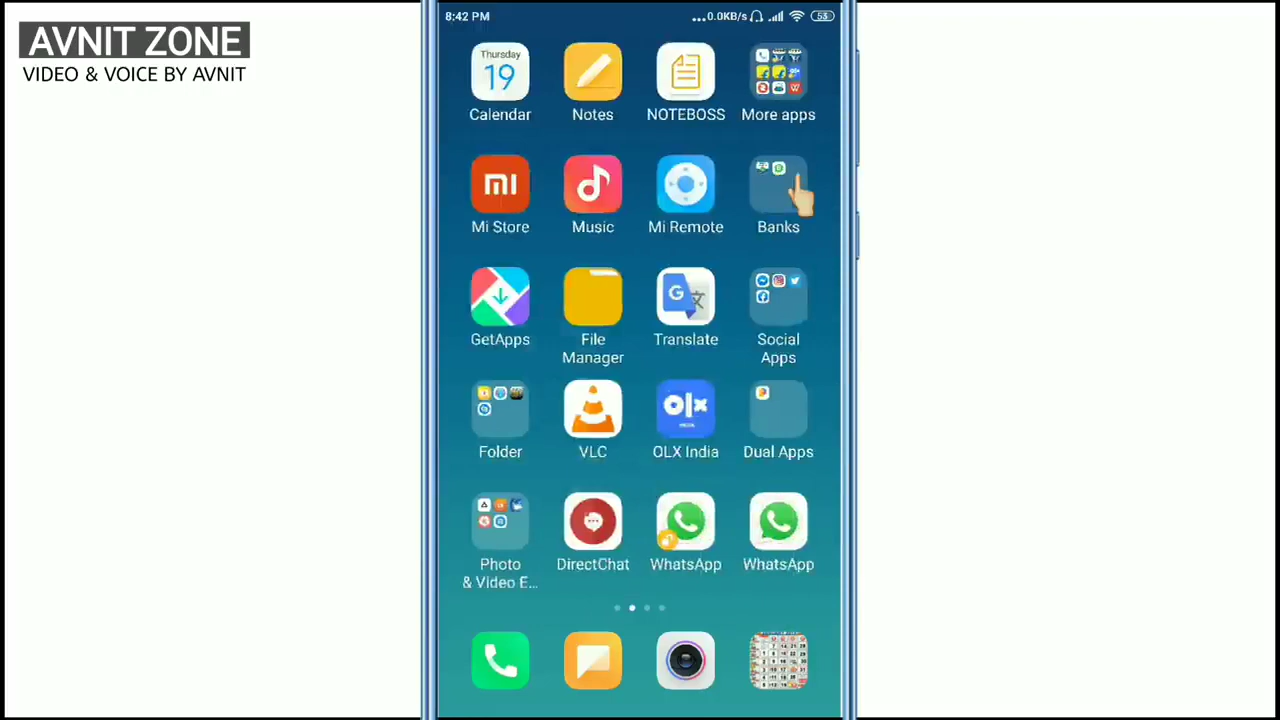 AVNIT ZONE
VIDEO & VOICE BY AVNIT
8:42 PM
...0.0KB/s
53
Thursday
19
Calendar
Notes
NOTEBOSS
More apps
Mi Store
Music
Mi Remote
Banks
GetApps
File
Manager
G
Translate
Social
Apps
Folder
VLC
olx
OLX India
Dual Apps
Photo
& Video E...
DirectChat
WhatsApp
WhatsApp